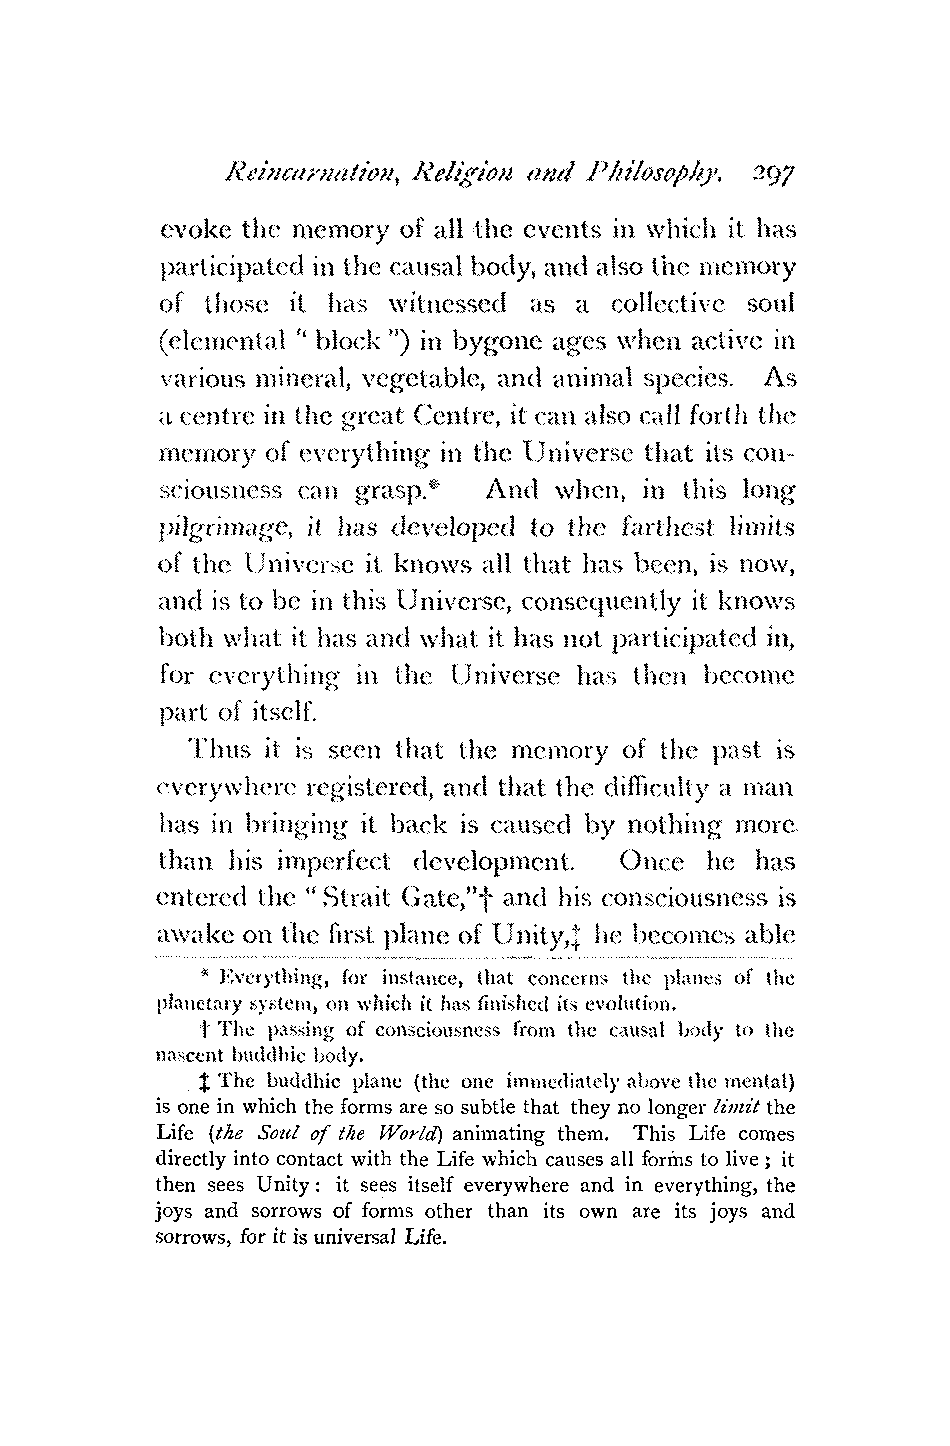 Reincarnation, Religion and Philosophy. 297
evoke the memory of all the events in which it has
participated in the causal body, and also the memory
of those it has witnessed as a collective soul
(elemental “ block ”) in bygone ages when active in
various mineral, vegetable, and animal species. As
a centre in the great Centre, it can also call forth the
memory of everything in the Universe that its con-
sciousness can grasp.* And when, in this long
pilgrimage, it has developed to the farthest limits
of the Universe it knows all that has been, is now,
and is to be in this Universe, consequently it knows
both what it has and what it has not participated in,
for everything in the Universe has then become
part of itself.
Thus it is seen that the memory of the past is
everywhere registered, and that the difficulty a man
has in bringing it back is caused by nothing more
than his imperfect development. Once he has
entered the “ Strait Gate,”† and his consciousness is
awake on the first plane of Unity,‡ he becomes able
* Everything, for instance, that concerns the planes of the
planetary system, on which it has finished its evolution.
† The passing of consciousness from the causal body to the
nascent buddhic body.
‡ The buddhic plane (the one immediately above the mental)
is one in which the forms are so subtle that they no longer limit the
Life (the Soul of the World) animating them. This Life comes
directly into contact with the Life which causes all forms to live ; it
then sees Unity : it sees itself everywhere and in everything, the
joys and sorrows of forms other than its own are its joys and
sorrows, for it is universal Life.